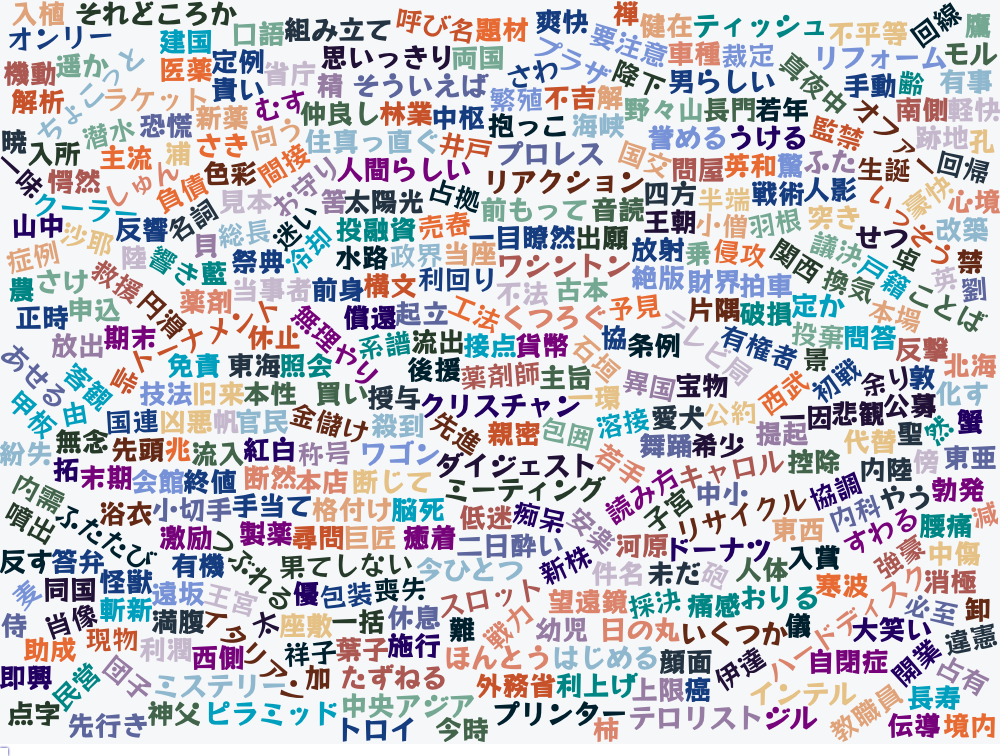 入植 それどころか 口語 組み立て 呼び名 題材 爽快 禅 健在 ティッシュ 不平等 回線 鷹
オンリー 建国 思いっきり 両国 プラザ 要注意 車種 裁定 リフォーム モル
機動 遥か 医薬 定例 省庁 精 そういえば さわ 降下 男らしい 真夜中 手動 齢 有事
解析 ラケット 貴い むす 仲良し 林業 中枢 繁殖 不吉 解 野々山 長門 若年 オファー 南側 軽快
暁 ちょこっと 潜水 恐慌 新薬 さき 向う 住 真っ直ぐ 井戸 抱っこ 海峡 誉める うける 監禁 跡地 孔
一味 入所 主流 浦 色彩 間接 人間らしい プロレス 国交 問屋 英和 驚 ふた 生誕 回帰
愕然 しゅん 負債 見本 お守り 筈 太陽光 占拠 リアクション 四方 半端 戦術 人影 いっそう 豪快 心境
クーラー 名詞 迷い 前もって 音読 王朝 小僧 羽根 突き せつ 改築
山中 沙耶 反響 貝 総長 冷却 投融資 売春 一目瞭然 出願 放射 乗 侵攻 関西 議決 卓 禁
症例 陸 響き 藍 祭典 水路 政界 当座 ワシントン 絶版 財界 拍車 換気 戸籍 ことば 英 劉
農 さけ 救援 円滑 薬剤 当事者 前身 横文 利回り 不法 古本 予見 片隅 破損 定か 本場
正時 申込 トーナメント 休止 無理やり 償還 起立 工法 くつろぐ テレビ局 投棄 問答 反撃
放出 期末 免責 東海 照会 系譜 流出 接点 貨幣 石垣 協 条例 有権者 景 北海
あせる 客観 峠 技法 旧来 本性 買い 授与 後援 薬剤師 主旨 一環 異国 宝物 西武 初戦 余り 敦 化す
甲板 由 国連 凶悪 帆 官民 金儲け 殺到 クリスチャン 先進 親密 包囲 溶接 愛犬 公約 一因 悲観 公募 蟹
紛失 無念 先頭 兆 流入 紅白 称号 ワゴン 舞踊 希少 提起 代替 聖 然
拓 末期 会館 終値 断然 本店 断じて ダイジェスト 若手 読み方 キャロル 控除 内陸 傍 東亜
内需 浴衣 小切手 手当て 格付け 脳死 ミーティング 子宮 中小 リサイクル 協調 やう 勃発
噴出 ふたたび 激励 製薬 尋問 巨匠 癒着 低迷 痴呆 安楽 河原 ドーナツ 東西 内科 すわる 腰痛 減
反す 答弁 有機 つぶれる 果てしない 今ひとつ 二日酔い 新株 件名 未だ 砲 人体 入賞 強豪 中傷
麦 同国 怪獣 遠坂 王宮 優 包装 喪失 スロット 望遠鏡 採決 痛感 おりる 寒波 ハードディスク 消極
侍 肖像 斬新 満腹 イタリア 太 座敷 一括 休息 難 戦力 幼児 日の丸 いくつか 儀 必至 卸
助成 現物 利潤 西側 祥子 葉子 施行 ほんとう はじめる 顔面 伊達 自閉症 大笑い 開業 違憲
即興 民営 団子 ミステリー 加 たずねる 外務省 利上げ 上限 癌 インテル 占有
点字 先行き 神父 ピラミッド 中央アジア トロイ 今時 プリンター 柿 テロリスト ジル 教職員 長寿 伝導 境内